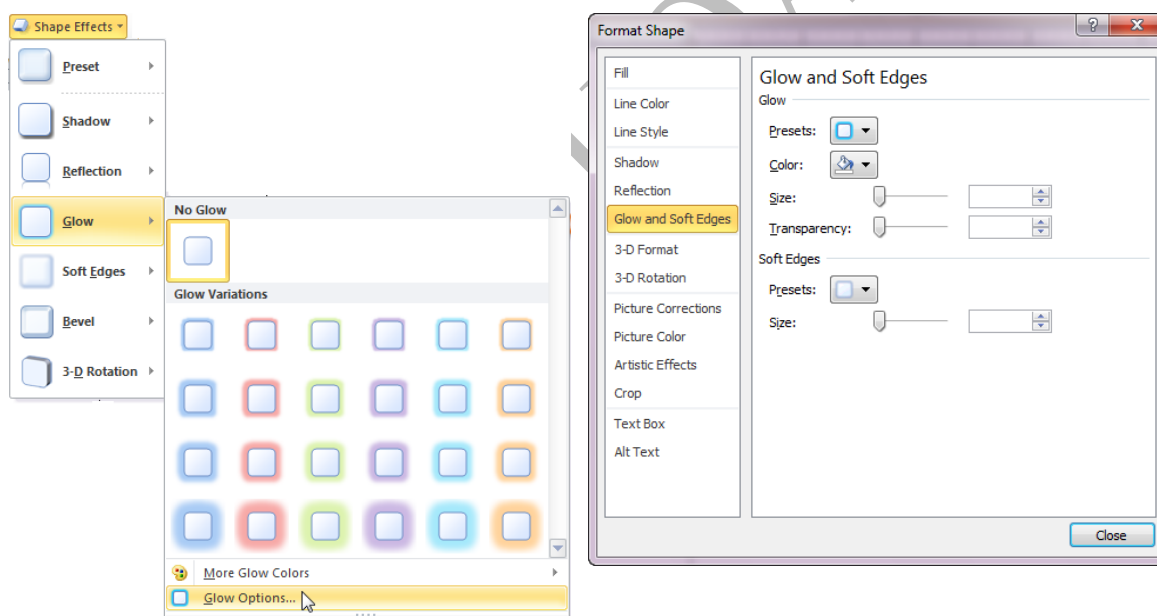 Shape Effects
Preset
Shadow
Reflection
Glow
Soft Edges
Bevel
3-D Rotation
No Glow
Glow Variations
More Glow Colors
Glow Options...
Format Shape
?
X
Fill
Line Color
Line Style
Shadow
Reflection
Glow and Soft Edges
3-D Format
3-D Rotation
Picture Corrections
Picture Color
Artistic Effects
Crop
Text Box
Alt Text
Glow and Soft Edges
Glow
Presets:
Color:
Size:
Transparency:
Soft Edges
Presets:
Size:
Close